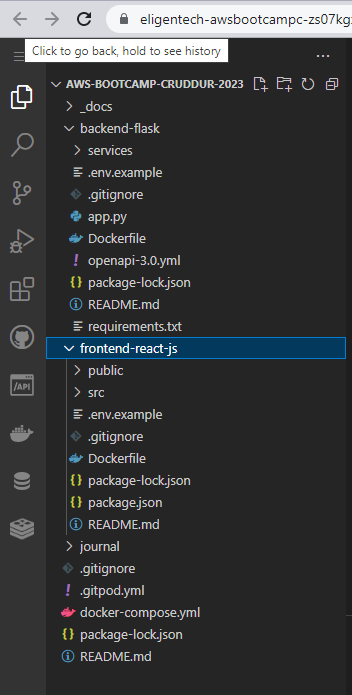 eligentech-awsbootcampc-zs07kg
Click to go back, hold to see history
AWS-BOOTCAMP-CRUDDUR-2023
_docs
backend-flask
services
.env.example
.gitignore
app.py
Dockerfile
openapi-3.0.yml
package-lock.json
README.md
requirements.txt
frontend-react-js
public
src
.env.example
.gitignore
Dockerfile
package-lock.json
package.json
README.md
journal
.gitignore
.gitpod.yml
docker-compose.yml
package-lock.json
README.md
/API